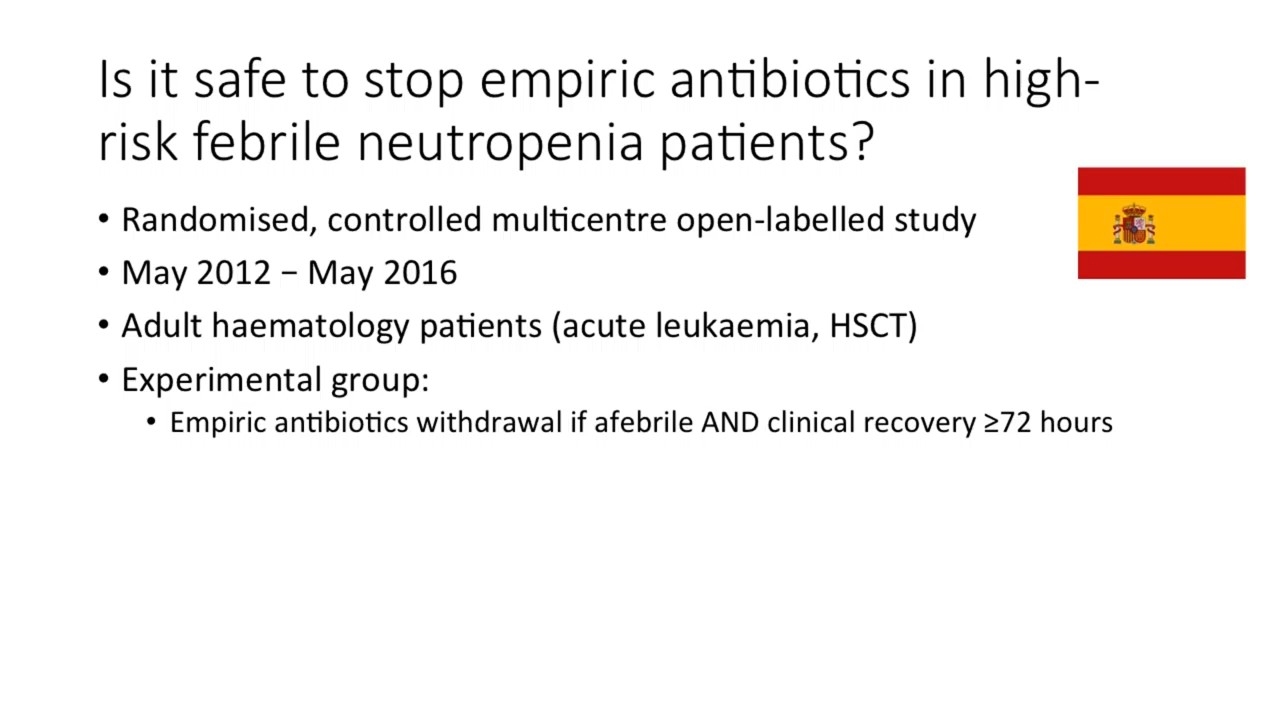 Is it safe to stop empiric antibiotics in high-
risk febrile neutropenia patients?
• Randomised, controlled multicentre open-labelled study
• May 2012 – May 2016
• Adult haematology patients (acute leukaemia, HSCT)
• Experimental group:
• Empiric antibiotics withdrawal if afebrile AND clinical recovery ≥72 hours